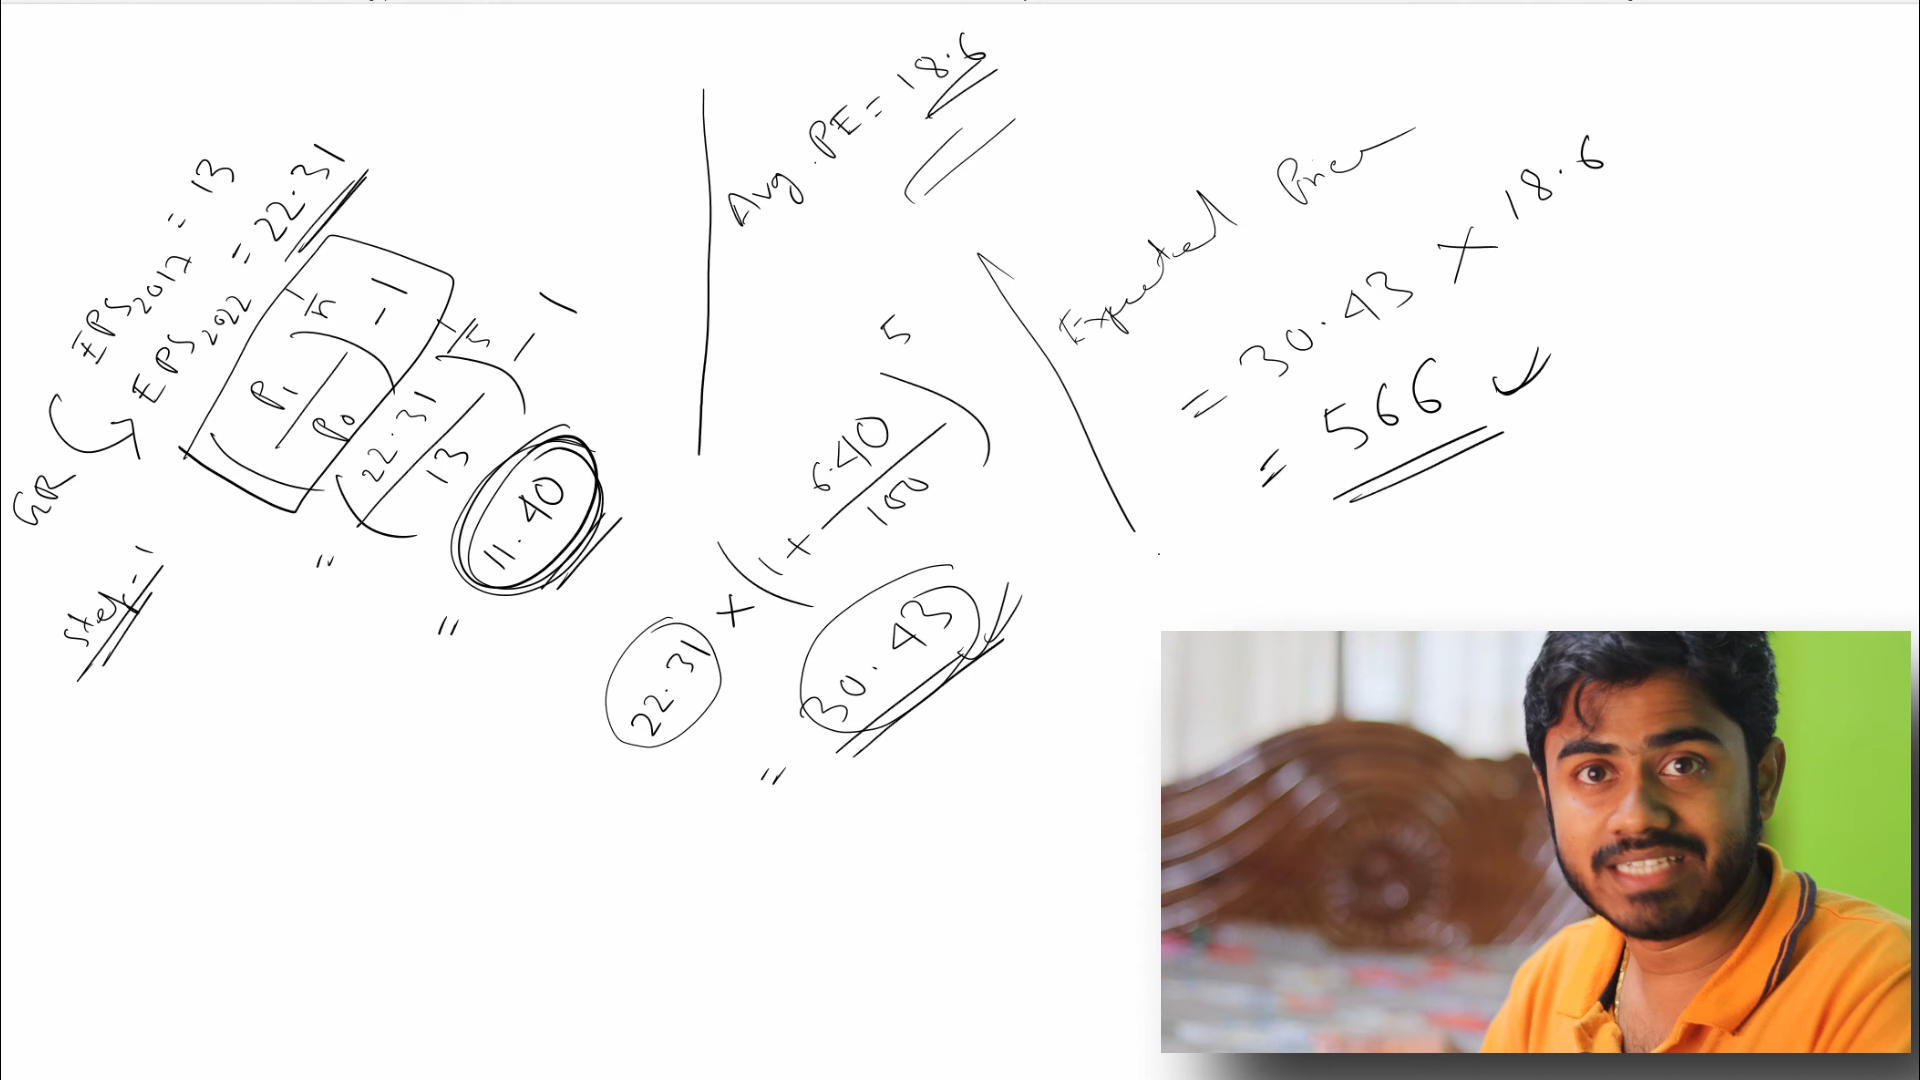 EPS2017 = 13
EPS2022 = 22.31
GR
(P1/P0)^1/5 - 1
= (22.31/13)^1/5 - 1
= 11.40
Step-1
Avg. PE = 18.6
22.31 × (1 + 6.40/100)^5
= 30.43
Expected Price
= 30.43 × 18.6
= 566